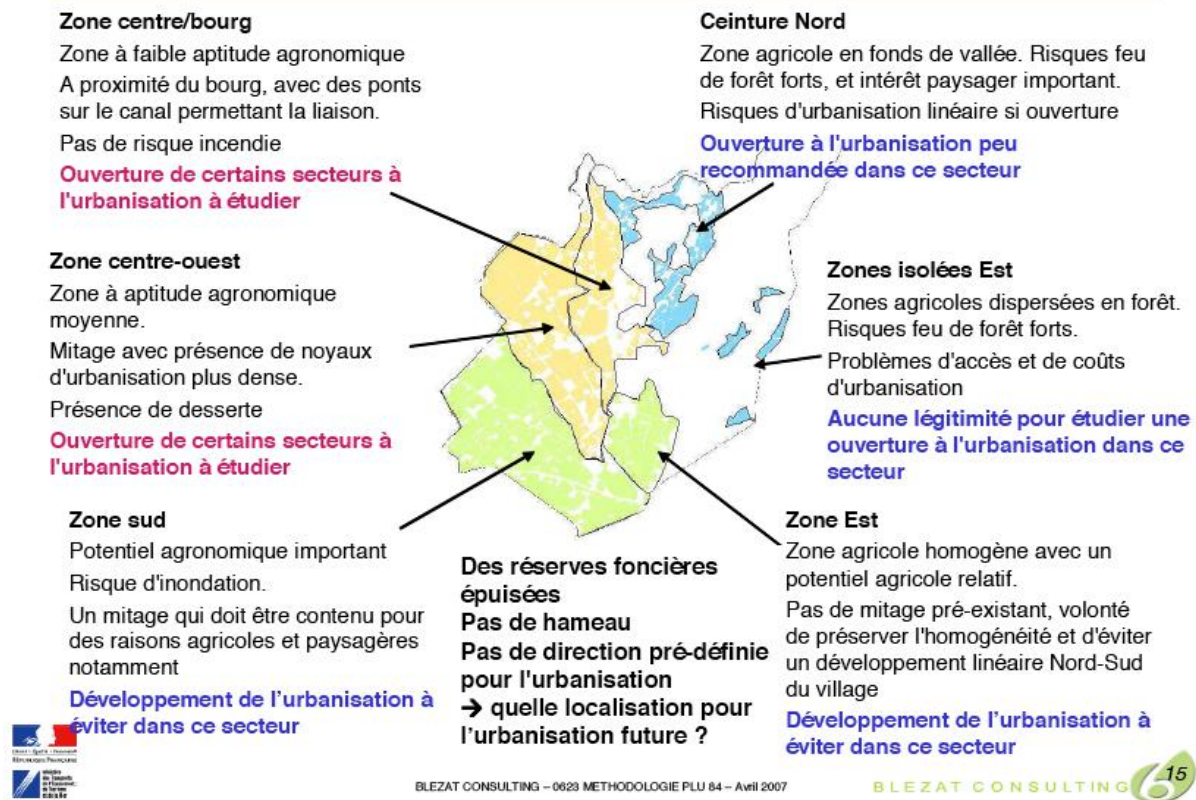 Zone centre/bourg
Zone à faible aptitude agronomique
A proximité du bourg, avec des ponts
sur le canal permettant la liaison.
Pas de risque incendie
Ouverture de certains secteurs à
l'urbanisation à étudier
Ceinture Nord
Zone agricole en fonds de vallée. Risques feu
de forêt forts, et intérêt paysager important.
Risques d'urbanisation linéaire si ouverture
Ouverture à l'urbanisation peu
recommandée dans ce secteur
Zone centre-ouest
Zone à aptitude agronomique
moyenne.
Mitage avec présence de noyaux
d'urbanisation plus dense.
Présence de desserte
Ouverture de certains secteurs à
l'urbanisation à étudier
Zones isolées Est
Zones agricoles dispersées en forêt.
Risques feu de forêt forts.
Problèmes d'accès et de coûts
d'urbanisation
Aucune légitimité pour étudier une
ouverture à l'urbanisation dans ce
secteur
Zone sud
Potentiel agronomique important
Risque d'inondation.
Un mitage qui doit être contenu pour
des raisons agricoles et paysagères
notamment
Développement de l'urbanisation à
éviter dans ce secteur
Des réserves foncières
épuisées
Pas de hameau
Pas de direction pré-définie
pour l'urbanisation
→ quelle localisation pour
l'urbanisation future ?
Zone Est
Zone agricole homogène avec un
potentiel agricole relatif.
Pas de mitage pré-existant, volonté
de préserver l'homogénéité et d'éviter
un développement linéaire Nord-Sud
du village
Développement de l'urbanisation à
éviter dans ce secteur
Liberté • Égalité • Fraternité
RÉPUBLIQUE FRANÇAISE
BLEZAT CONSULTING – 0623 METHODOLOGIE PLU 84 – Avril 2007
BLEZAT CONSULTING
15